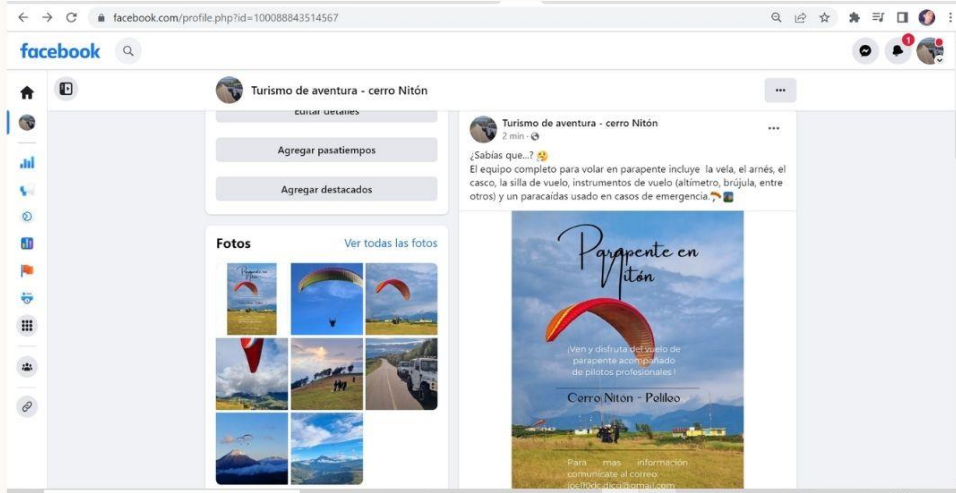 facebook.com/profile.php?id=100088843514567
facebook
1
Turismo de aventura - cerro Nitón
Editar detalles
Agregar pasatiempos
Agregar destacados
Fotos
Ver todas las fotos
Turismo de aventura - cerro Nitón
2 min ·
¿Sabías que...?
El equipo completo para volar en parapente incluye la vela, el arnés, el
casco, la silla de vuelo, instrumentos de vuelo (altímetro, brújula, entre
otros) y un paracaídas usado en casos de emergencia.
Parapente en
Nitón
¡Ven y disfruta del vuelo de
parapente acompañado
de pilotos profesionales !
Cerro Nitón - Pelileo
Para mas información
comunícate al correo